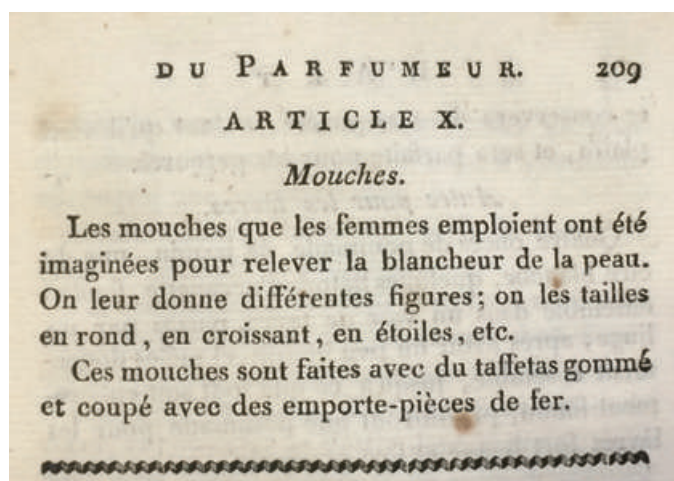 DU PARFUMEUR. 209
ARTICLE X.
Mouches.
Les mouches que les femmes emploient ont été
imaginées pour relever la blancheur de la peau.
On leur donne différentes figures; on les tailles
en rond, en croissant, en étoiles, etc.
Ces mouches sont faites avec du taffetas gommé
et coupé avec des emporte-pièces de fer.